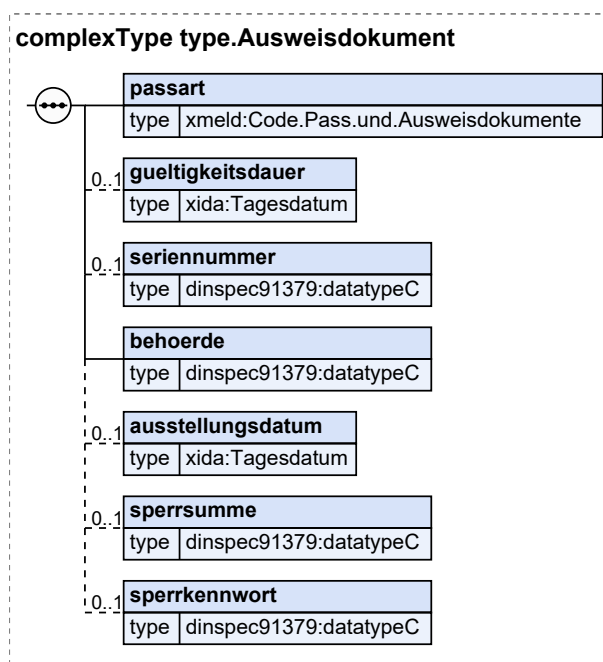 complexType type.Ausweisdokument
passart
type xmeld:Code.Pass.und.Ausweisdokumente
0..1 gueltigkeitsdauer
type xida:Tagesdatum
0..1 seriennummer
type dinspec91379:datatypeC
behoerde
type dinspec91379:datatypeC
0..1 ausstellungsdatum
type xida:Tagesdatum
0..1 sperrsumme
type dinspec91379:datatypeC
0..1 sperrkennwort
type dinspec91379:datatypeC